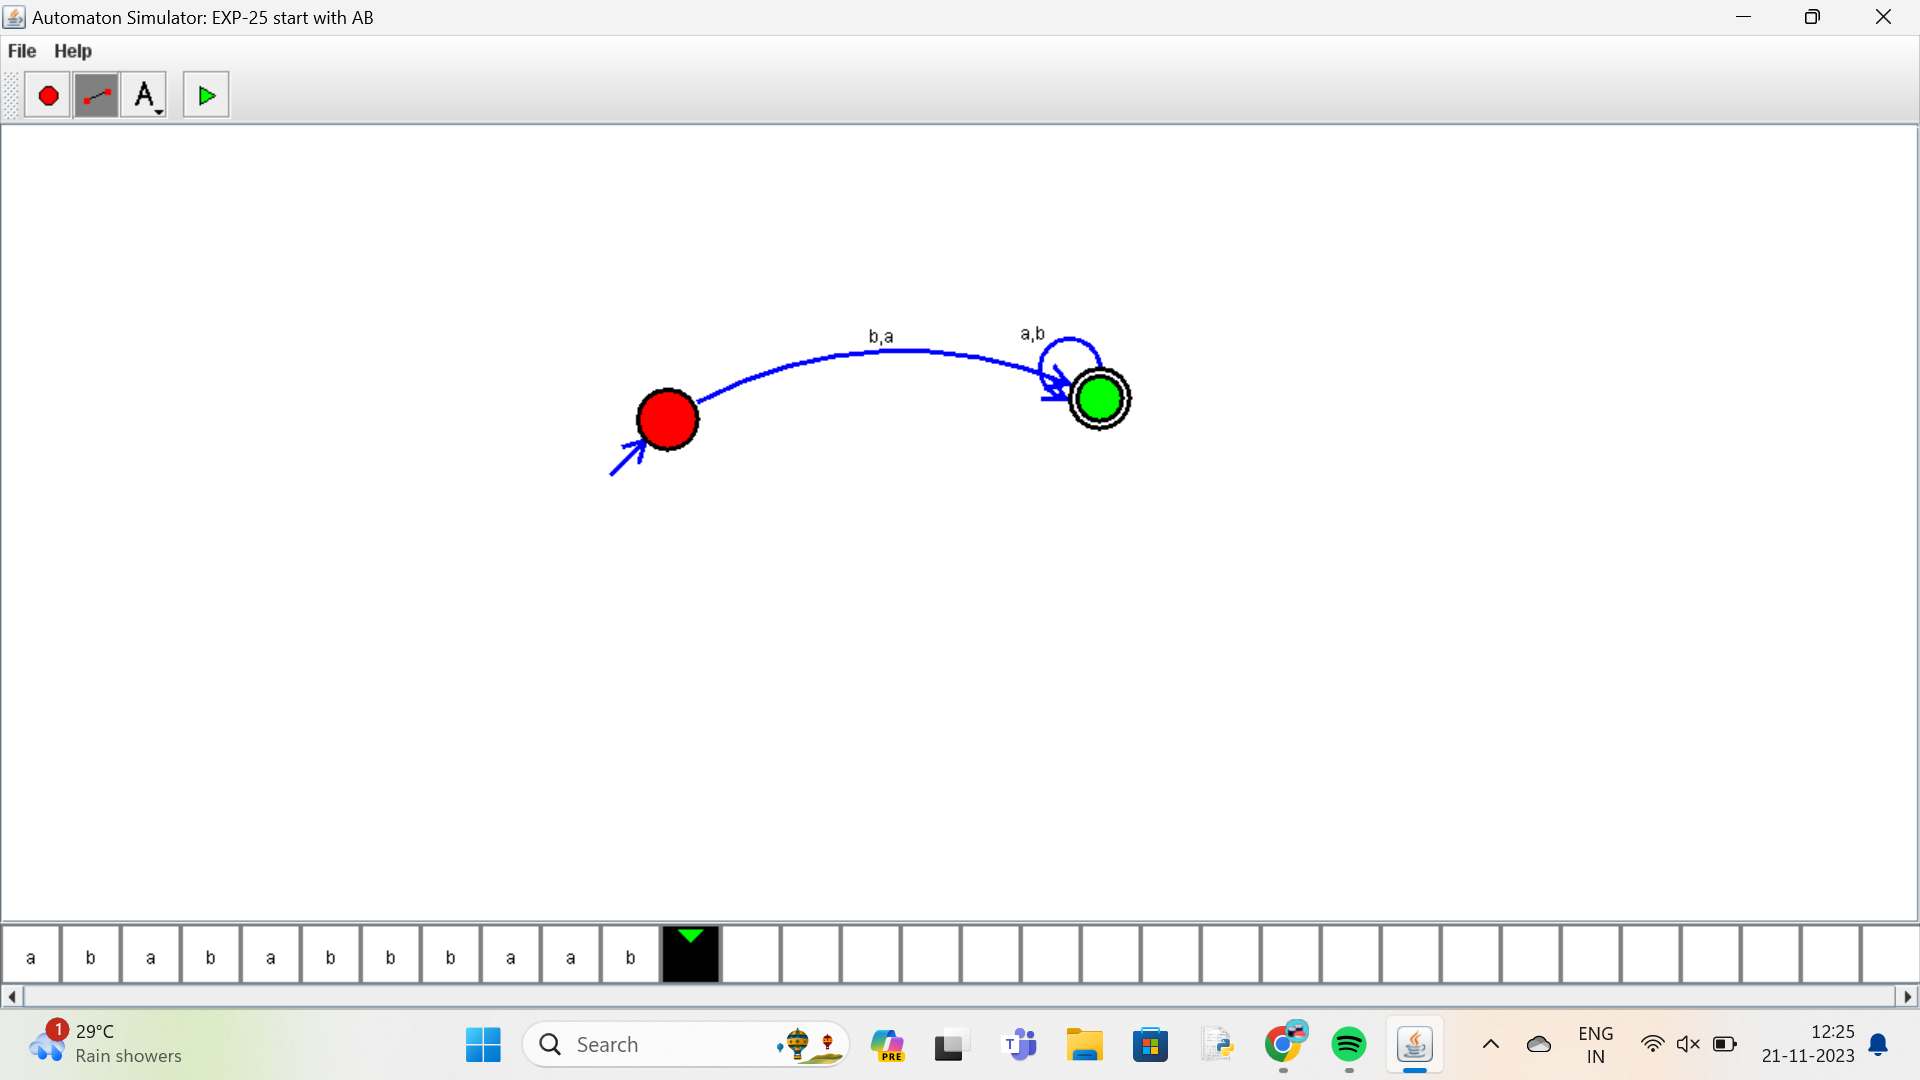 Automaton Simulator: EXP-25 start with AB
File Help
A
b,a
a,b
a b a b a b b b a a b
1 29°C
Rain showers
Search
PRE
T
ENG
IN
12:25
21-11-2023